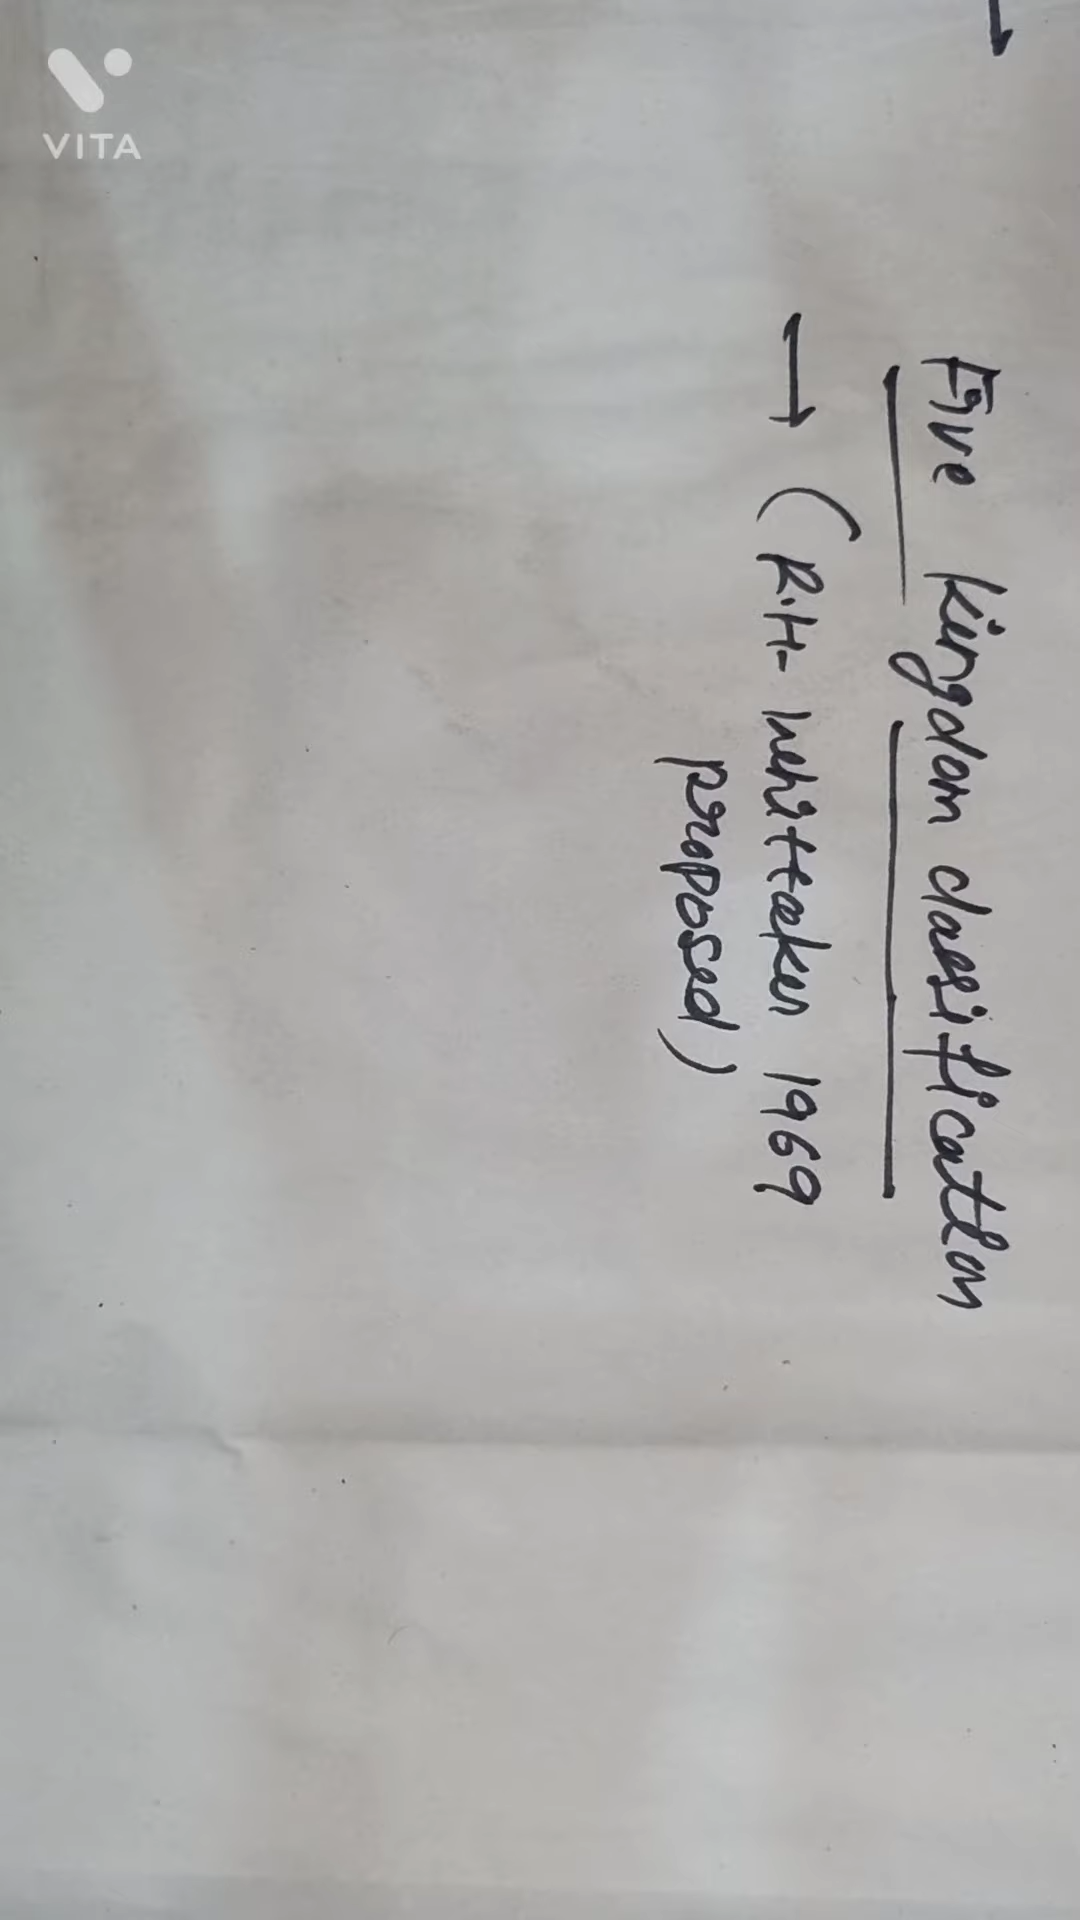 VITA
→
Five kingdom classification
→ (R.H. Whittaker 1969
proposed)